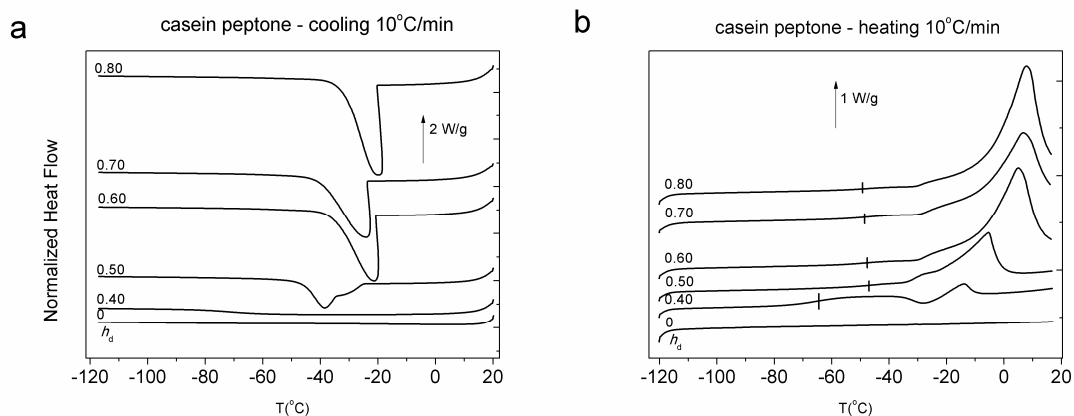 a
casein peptone - cooling 10°C/min
0.80
2 W/g
0.70
0.60
0.50
0.40
0
hd
Normalized Heat Flow
-120 -100 -80 -60 -40 -20 0 20
T(°C)
b
casein peptone - heating 10°C/min
1 W/g
0.80
0.70
0.60
0.50
0.40
0
hd
-120 -100 -80 -60 -40 -20 0 20
T(°C)